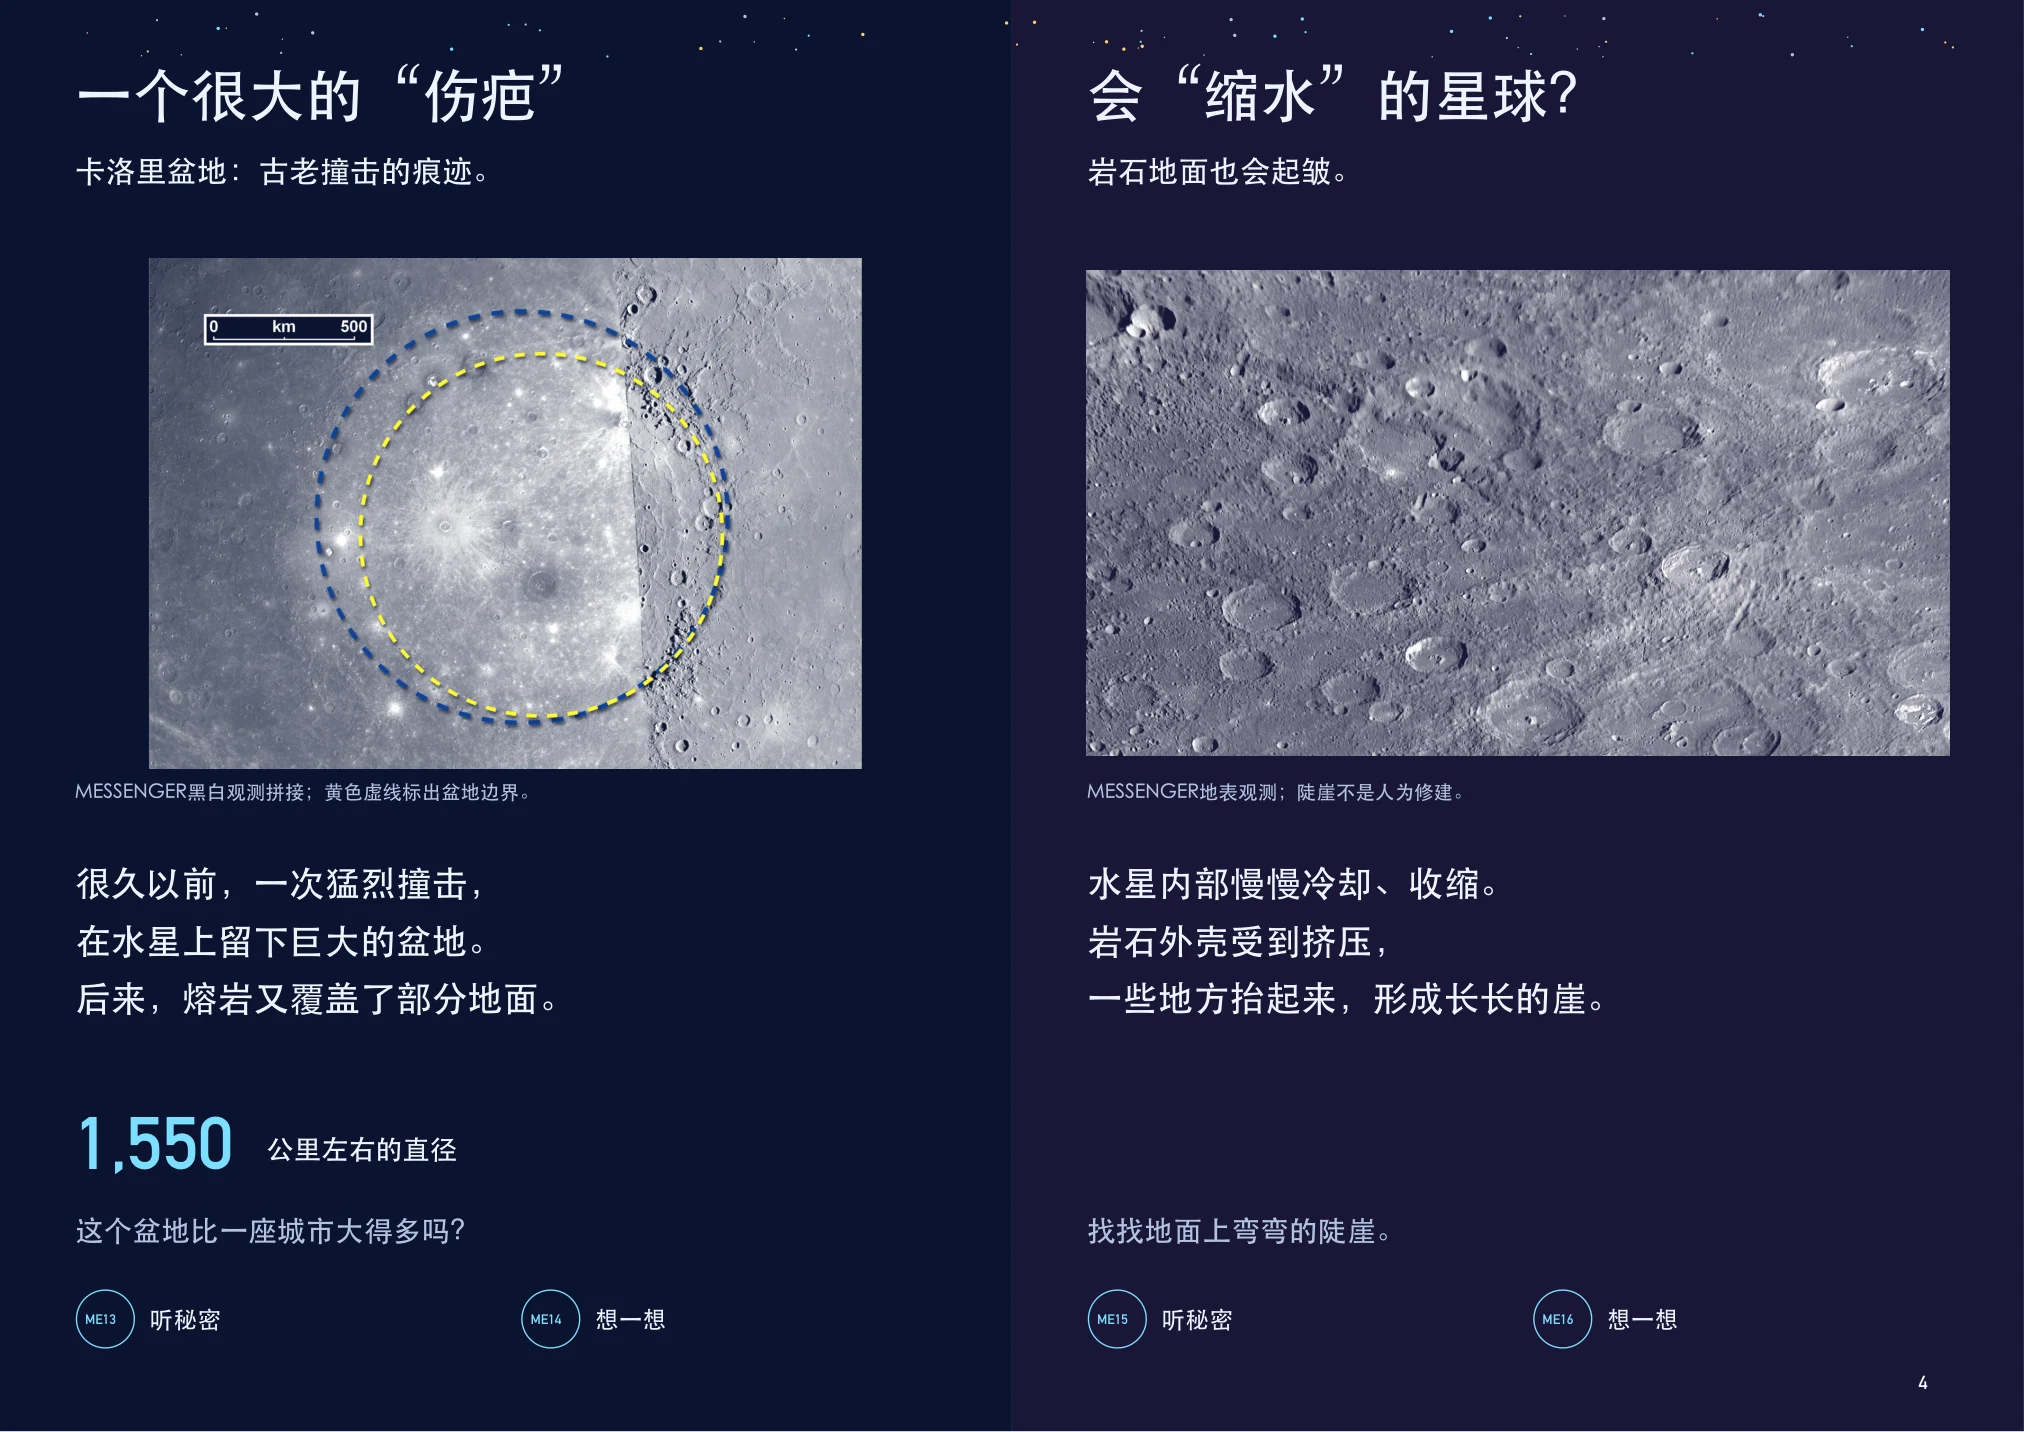 一个很大的“伤疤”
卡洛里盆地：古老撞击的痕迹。
0 km 500
MESSENGER黑白观测拼接；黄色虚线标出盆地边界。
很久以前，一次猛烈撞击，
在水星上留下巨大的盆地。
后来，熔岩又覆盖了部分地面。
1,550 公里左右的直径
这个盆地比一座城市大得多吗？
ME13 听秘密
ME14 想一想
会“缩水”的星球？
岩石地面也会起皱。
MESSENGER地表观测；陡崖不是人为修建。
水星内部慢慢冷却、收缩。
岩石外壳受到挤压，
一些地方抬起来，形成长长的崖。
找找地面上弯弯的陡崖。
ME15 听秘密
ME16 想一想
4